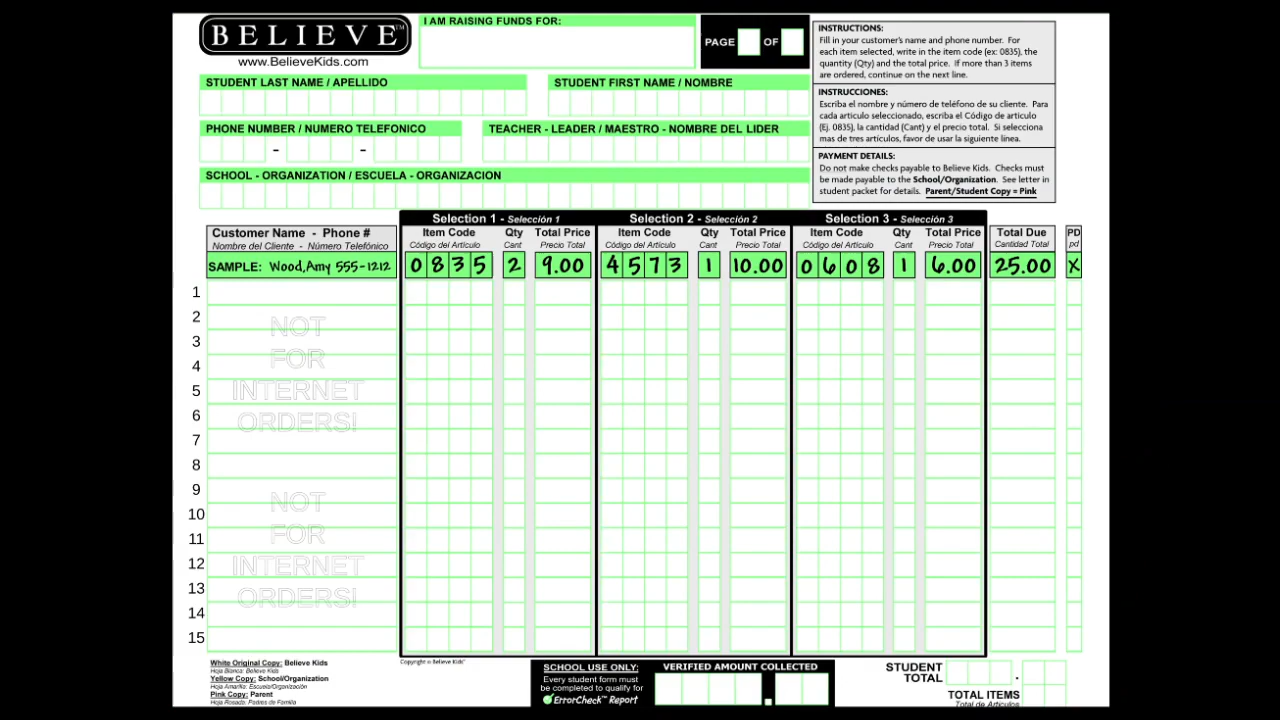 BELIEVE™
www.BelieveKids.com
I AM RAISING FUNDS FOR:
PAGE OF
INSTRUCTIONS:
Fill in your customer's name and phone number. For
each item selected, write in the item code (ex: 0835), the
quantity (Qty) and the total price. If more than 3 items
are ordered, continue on the next line.
INSTRUCCIONES:
Escriba el nombre y número de teléfono de su cliente. Para
cada articulo seleccionado, escriba el Código de articulo
(Ej. 0835), la cantidad (Cant) y el precio total. Si selecciona
mas de tres artículos, favor de usar la siguiente línea.
PAYMENT DETAILS:
Do not make checks payable to Believe Kids. Checks must
be made payable to the School/Organization. See letter in
student packet for details. Parent/Student Copy = Pink
STUDENT LAST NAME / APELLIDO
STUDENT FIRST NAME / NOMBRE
PHONE NUMBER / NUMERO TELEFONICO
- -
TEACHER - LEADER / MAESTRO - NOMBRE DEL LIDER
SCHOOL - ORGANIZATION / ESCUELA - ORGANIZACION
Selection 1 - Selección 1 Selection 2 - Selección 2 Selection 3 - Selección 3
Customer Name - Phone # Item Code Qty Total Price Item Code Qty Total Price Item Code Qty Total Price Total Due PD
Nombre del Cliente - Número Telefónico Código del Artículo Cant Precio Total Código del Artículo Cant Precio Total Código del Artículo Cant Precio Total Cantidad Total pd
SAMPLE: Wood, Amy 555-1212 0835 2 9.00 4573 1 10.00 0608 1 6.00 25.00 X
1
2
3
4
5
6
7
8
9
10
11
12
13
14
15
NOT
FOR
INTERNET
ORDERS!
NOT
FOR
INTERNET
ORDERS!
White Original Copy: Believe Kids
Hoja Blanca: Believe Kids
Yellow Copy: School/Organization
Hoja Amarilla: Escuela/Organización
Pink Copy: Parent
Hoja Rosada: Padres de Familia
Copyright © Believe Kids
SCHOOL USE ONLY:
Every student form must
be completed to qualify for
ErrorCheck™ Report
VERIFIED AMOUNT COLLECTED
.
STUDENT
TOTAL .
TOTAL ITEMS
Total de Artículos